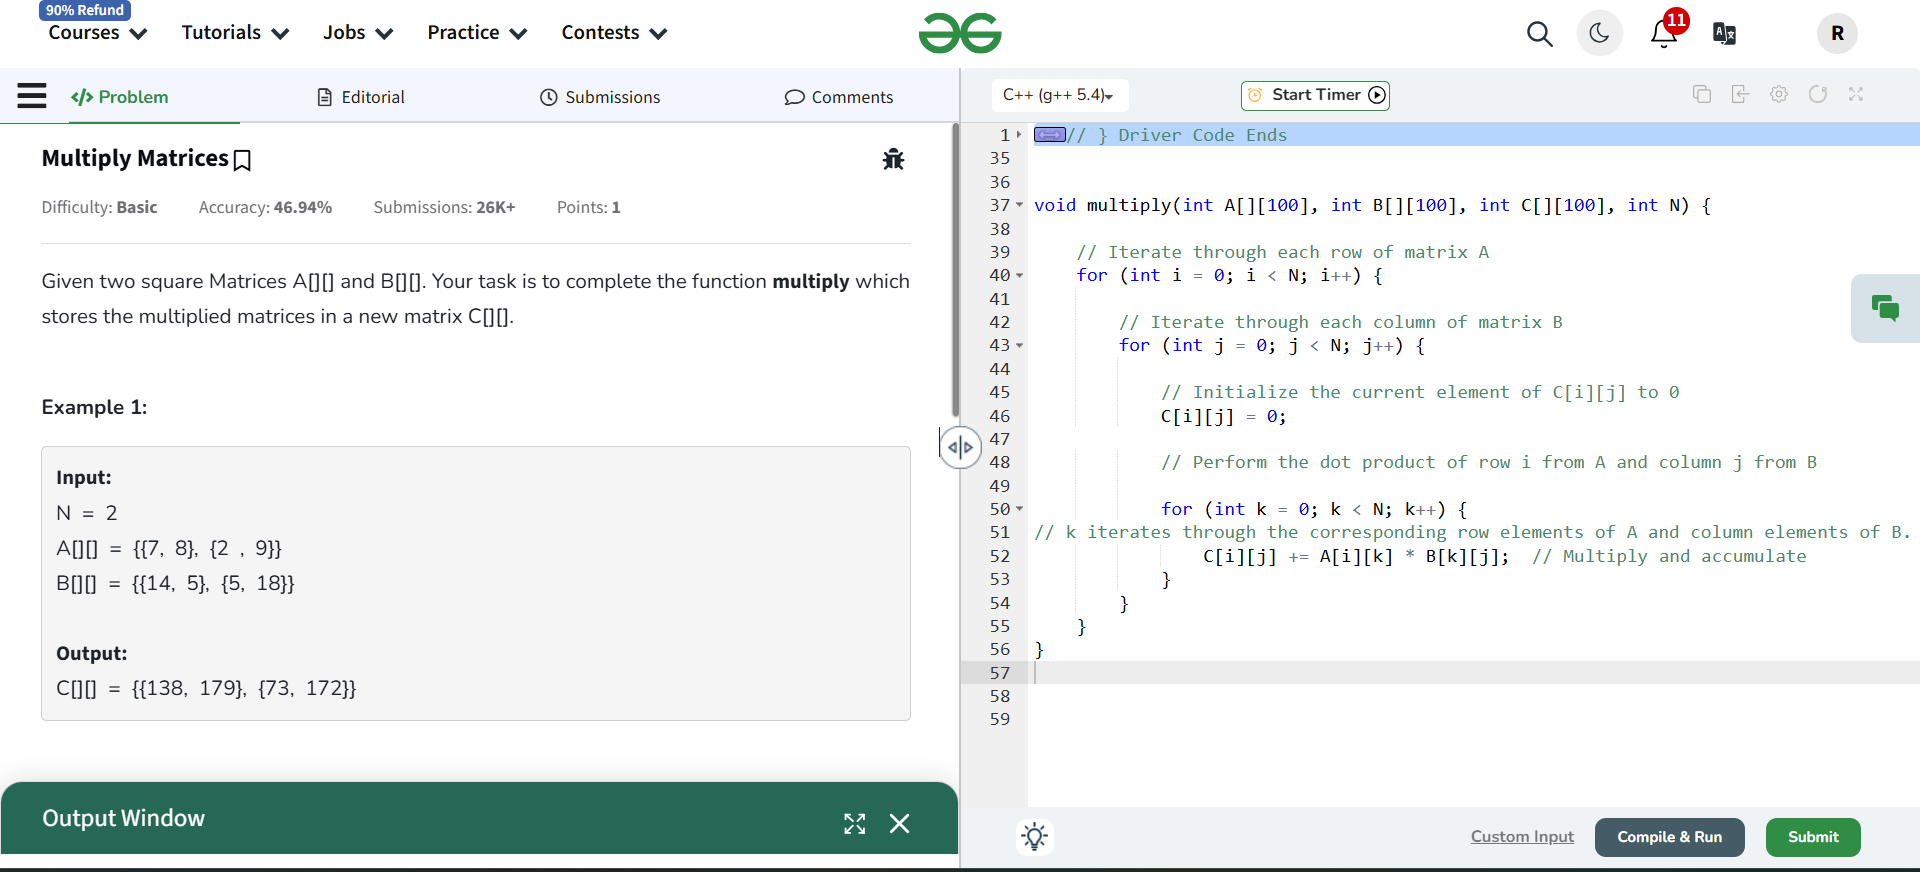 90% Refund
Courses Tutorials Jobs Practice Contests
11
R
</> Problem Editorial Submissions Comments
C++ (g++ 5.4) Start Timer
Multiply Matrices
Difficulty: Basic Accuracy: 46.94% Submissions: 26K+ Points: 1
Given two square Matrices A[][] and B[][]. Your task is to complete the function multiply which
stores the multiplied matrices in a new matrix C[][].
Example 1:
Input:
N = 2
A[][] = {{7, 8}, {2 , 9}}
B[][] = {{14, 5}, {5, 18}}
Output:
C[][] = {{138, 179}, {73, 172}}
Output Window
1 // } Driver Code Ends
35
36
37 void multiply(int A[][100], int B[][100], int C[][100], int N) {
38
39 // Iterate through each row of matrix A
40 for (int i = 0; i < N; i++) {
41
42 // Iterate through each column of matrix B
43 for (int j = 0; j < N; j++) {
44
45 // Initialize the current element of C[i][j] to 0
46 C[i][j] = 0;
47
48 // Perform the dot product of row i from A and column j from B
49
50 for (int k = 0; k < N; k++) {
51 // k iterates through the corresponding row elements of A and column elements of B.
52 C[i][j] += A[i][k] * B[k][j]; // Multiply and accumulate
53 }
54 }
55 }
56 }
57
58
59
Custom Input Compile & Run Submit